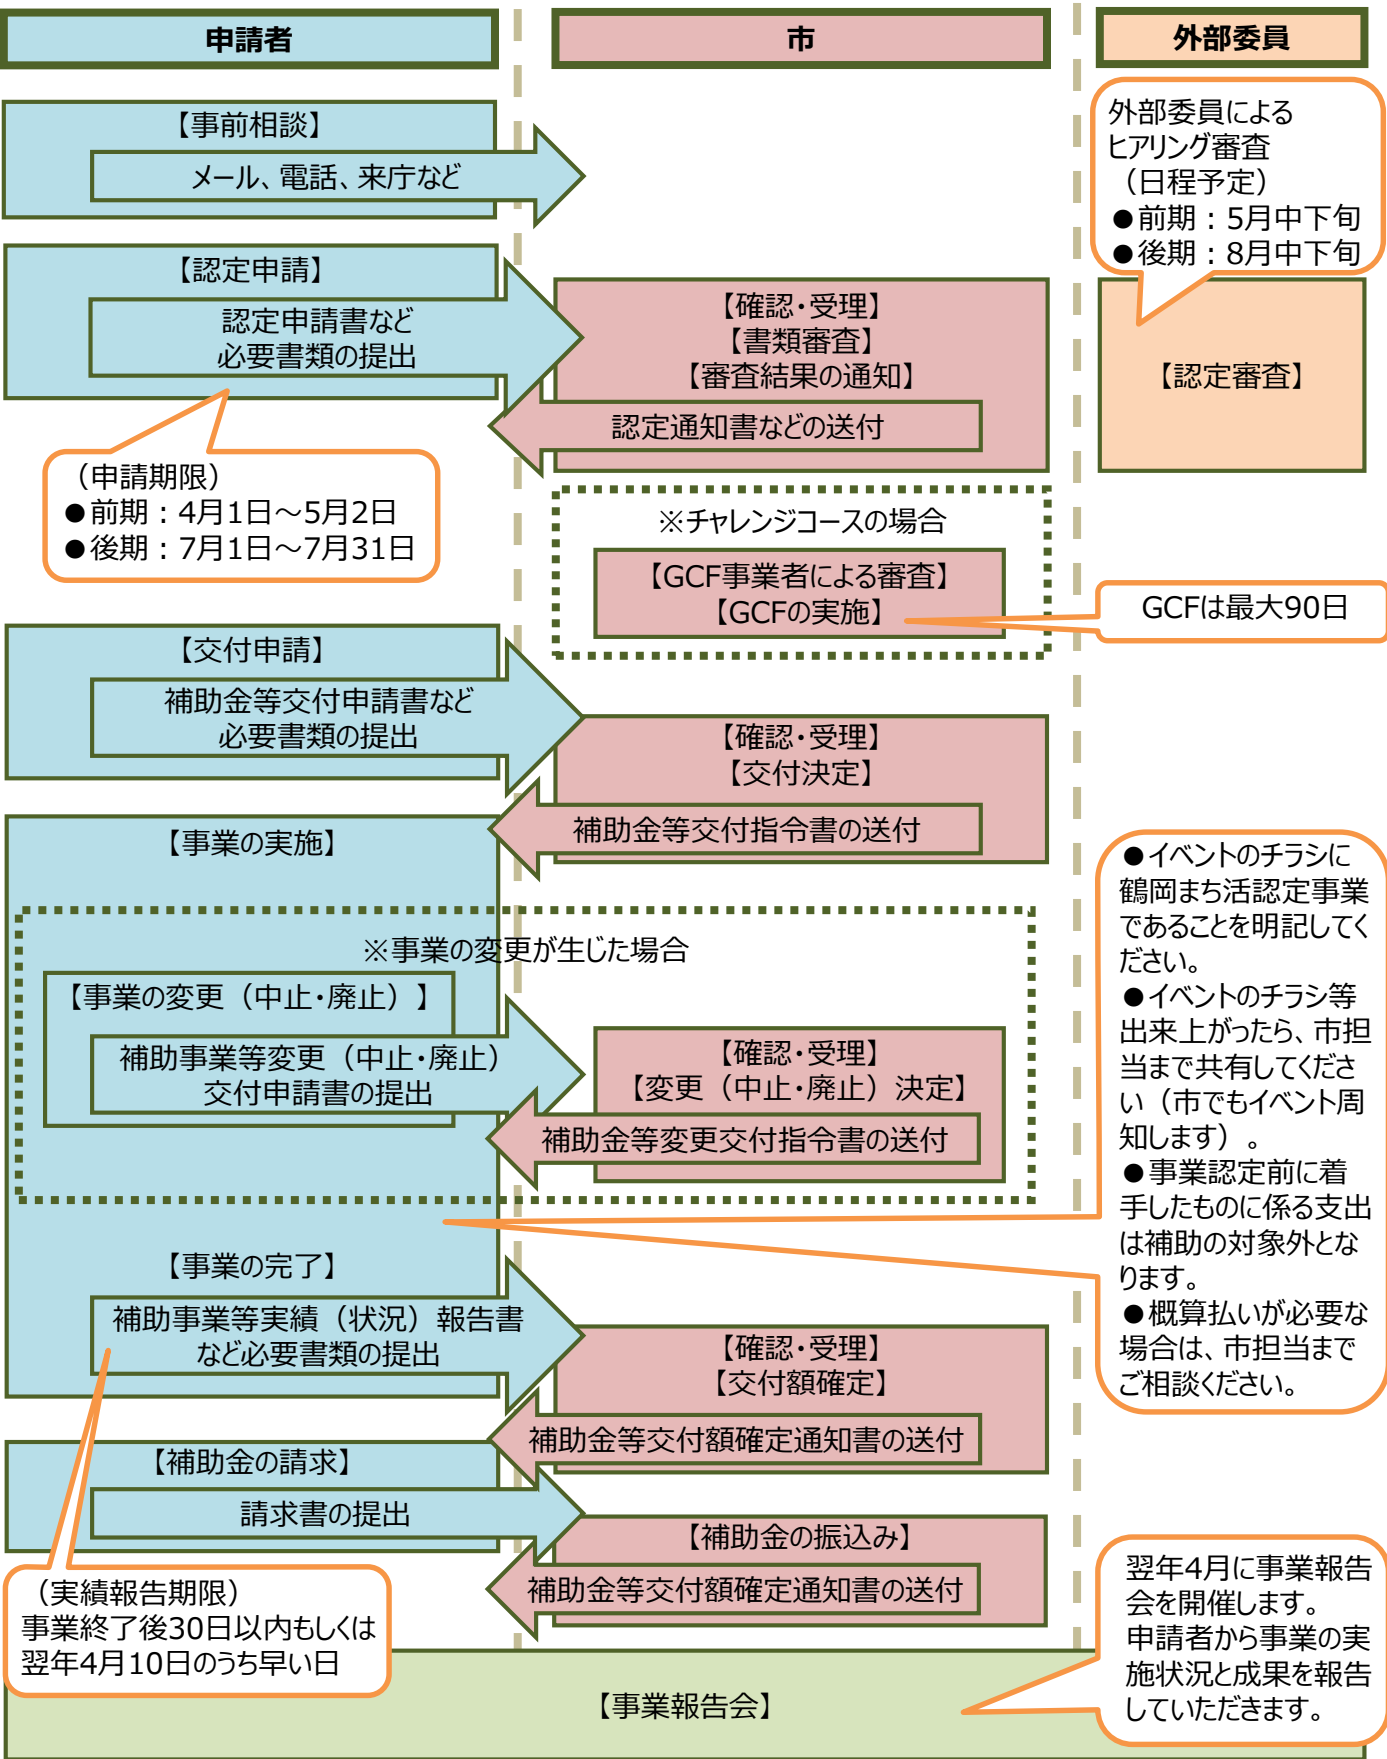 申請者
市
外部委員
【事前相談】
メール、電話、来庁など
外部委員による
ヒアリング審査
（日程予定）
●前期：5月中下旬
●後期：8月中下旬
【認定申請】
認定申請書など
必要書類の提出
【確認・受理】
【書類審査】
【審査結果の通知】
認定通知書などの送付
【認定審査】
（申請期限）
●前期：4月1日～5月2日
●後期：7月1日～7月31日
※チャレンジコースの場合
【GCF事業者による審査】
【GCFの実施】
GCFは最大90日
【交付申請】
補助金等交付申請書など
必要書類の提出
【確認・受理】
【交付決定】
補助金等交付指令書の送付
【事業の実施】
※事業の変更が生じた場合
【事業の変更（中止・廃止）】
補助事業等変更（中止・廃止）
交付申請書の提出
【確認・受理】
【変更（中止・廃止）決定】
補助金等変更交付指令書の送付
●イベントのチラシに
鶴岡まち活認定事業
であることを明記してく
ださい。
●イベントのチラシ等
出来上がったら、市担
当まで共有してくださ
い（市でもイベント周
知します）。
●事業認定前に着
手したものに係る支出
は補助の対象外とな
ります。
●概算払いが必要な
場合は、市担当まで
ご相談ください。
【事業の完了】
補助事業等実績（状況）報告書
など必要書類の提出
【確認・受理】
【交付額確定】
補助金等交付額確定通知書の送付
【補助金の請求】
請求書の提出
【補助金の振込み】
補助金等交付額確定通知書の送付
（実績報告期限）
事業終了後30日以内もしくは
翌年4月10日のうち早い日
翌年4月に事業報告
会を開催します。
申請者から事業の実
施状況と成果を報告
していただきます。
【事業報告会】